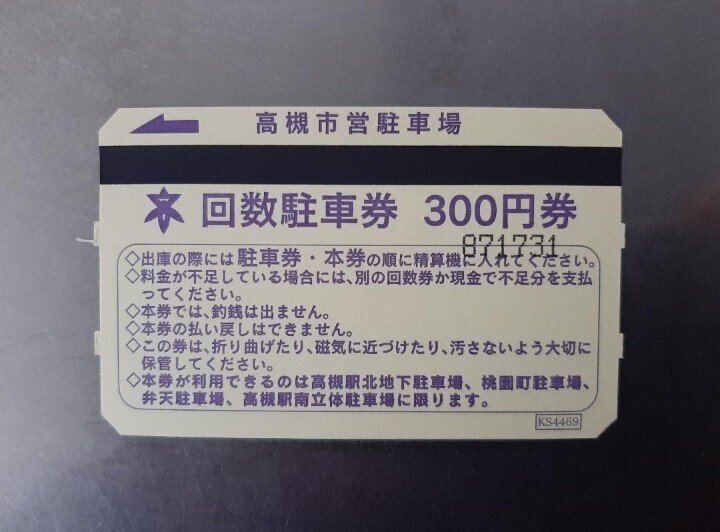 高槻市営駐車場
回数駐車券 300円券
871731
◇出庫の際には駐車券・本券の順に精算機に入れてください。
◇料金が不足している場合には、別の回数券か現金で不足分を支払
ってください。
◇本券では、釣銭は出ません。
◇本券の払い戻しはできません。
◇この券は、折り曲げたり、磁気に近づけたり、汚さないよう大切に
保管してください。
◇本券が利用できるのは高槻駅北地下駐車場、桃園町駐車場、
弁天駐車場、高槻駅南立体駐車場に限ります。
KS4469